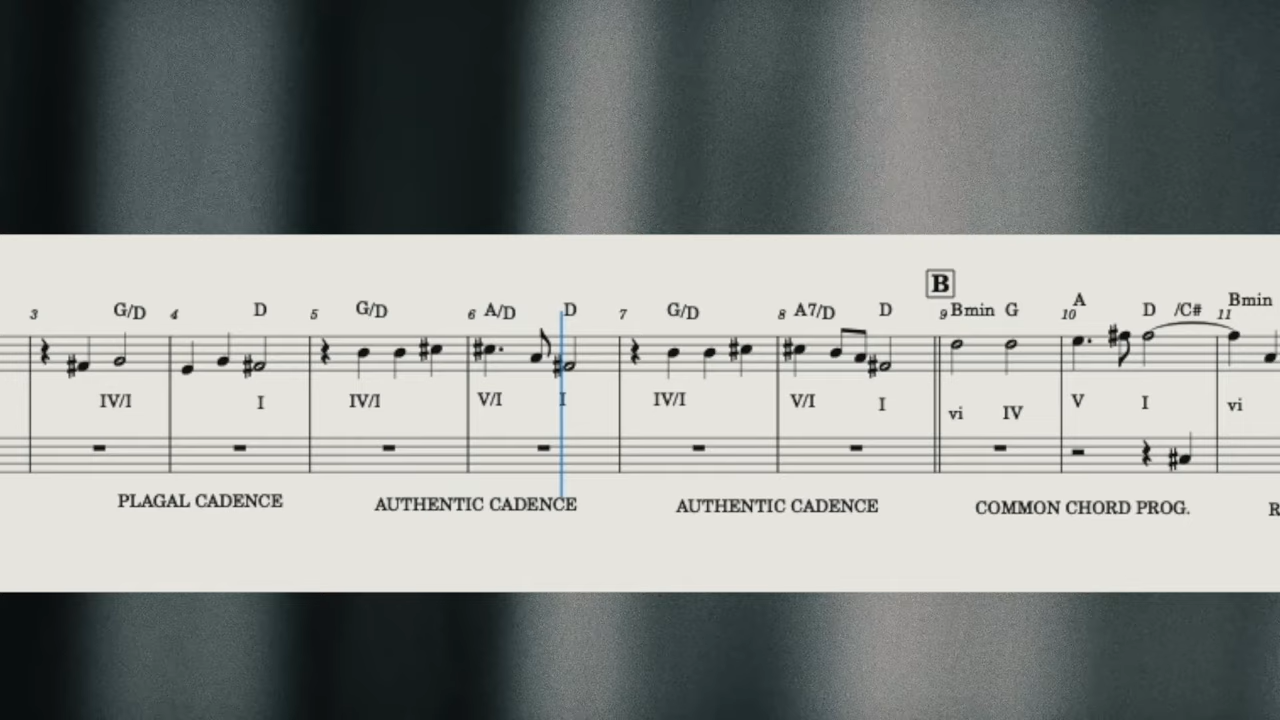 B
3 G/D 4 D 5 G/D 6 A/D D 7 G/D 8 A7/D D 9 Bmin G 10 A D /C# 11 Bmin
IV/I I IV/I V/I I IV/I V/I I vi IV V I vi
PLAGAL CADENCE AUTHENTIC CADENCE AUTHENTIC CADENCE COMMON CHORD PROG. R